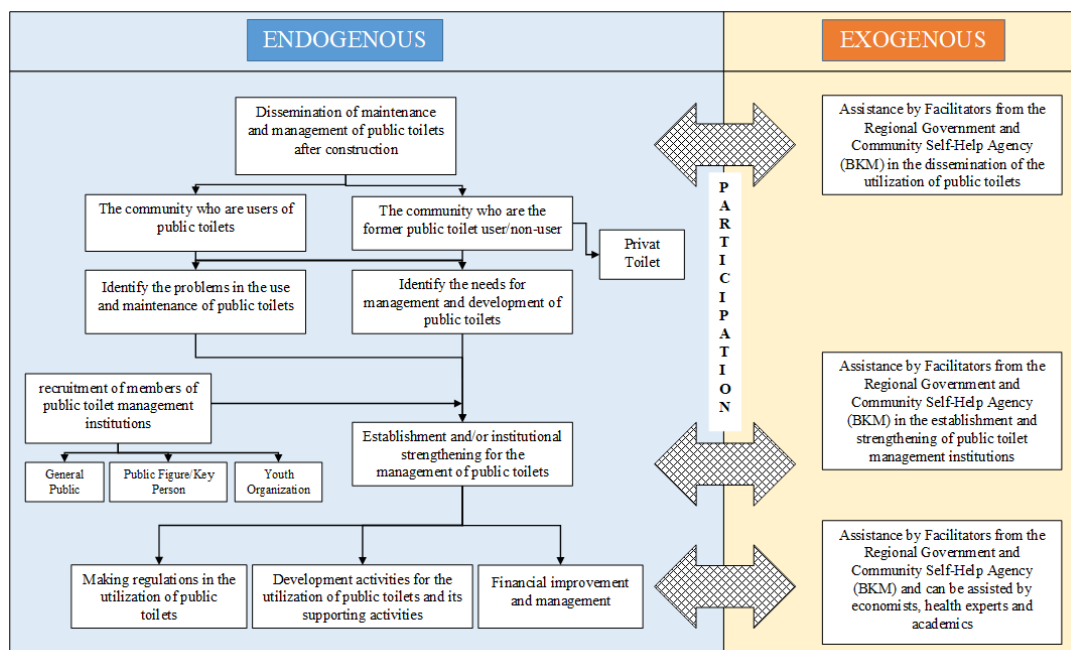 ENDOGENOUS
EXOGENOUS
Dissemination of maintenance
and management of public toilets
after construction
Assistance by Facilitators from the
Regional Government and
Community Self-Help Agency
(BKM) in the dissemination of the
utilization of public toilets
PARTICIPATION
The community who are users of
public toilets
The community who are the
former public toilet user/non-user
Privat
Toilet
Identify the problems in the use
and maintenance of public toilets
Identify the needs for
management and development of
public toilets
recruitment of members of
public toilet management
institutions
General
Public
Public Figure/Key
Person
Youth
Organization
Establishment and/or institutional
strengthening for the
management of public toilets
Assistance by Facilitators from the
Regional Government and
Community Self-Help Agency
(BKM) in the establishment and
strengthening of public toilet
management institutions
Making regulations in the
utilization of public
toilets
Development activities for the
utilization of public toilets and its
supporting activities
Financial improvement
and management
Assistance by Facilitators from the
Regional Government and
Community Self-Help Agency
(BKM) and can be assisted by
economists, health experts and
academics